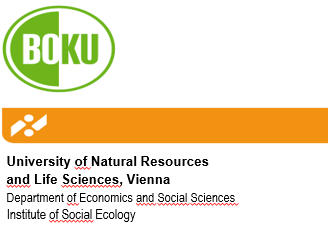 BOKU
University of Natural Resources
and Life Sciences, Vienna
Department of Economics and Social Sciences
Institute of Social Ecology